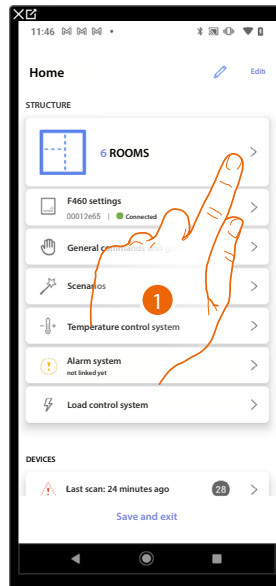 11:46
Home
Edit
STRUCTURE
6 ROOMS
F460 settings
00012e65 | Connected
General commands and
Scenarios
1
Temperature control system
Alarm system
not linked yet
Load control system
DEVICES
Last scan: 24 minutes ago
28
Save and exit